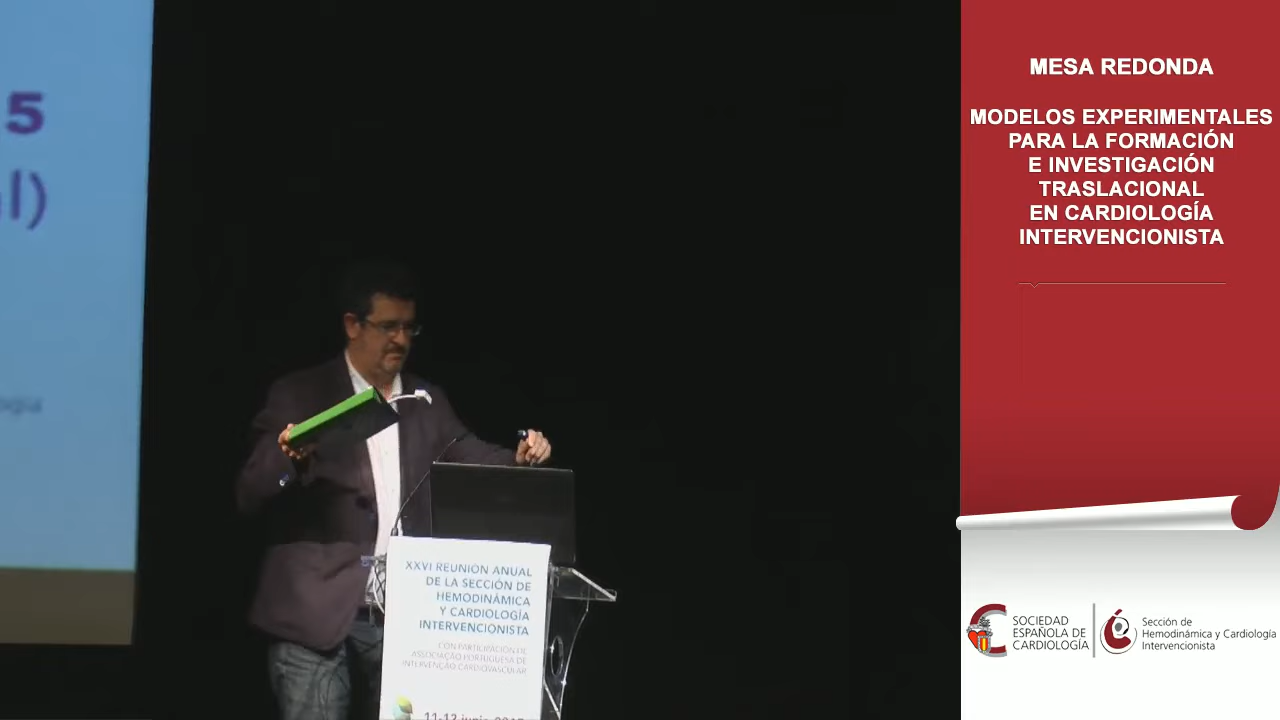 5
l)
ogía
XXVI REUNIÓN ANUAL
DE LA SECCIÓN DE
HEMODINÁMICA
Y CARDIOLOGÍA
INTERVENCIONISTA
CON PARTICIPACIÓN DE
ASSOCIAÇÃO PORTUGUESA DE
INTERVENÇÃO CARDIOVASCULAR
11-12 junio
MESA REDONDA
MODELOS EXPERIMENTALES
PARA LA FORMACIÓN
E INVESTIGACIÓN
TRASLACIONAL
EN CARDIOLOGÍA
INTERVENCIONISTA
SOCIEDAD
ESPAÑOLA DE
CARDIOLOGÍA
Sección de
Hemodinámica y Cardiología
Intervencionista